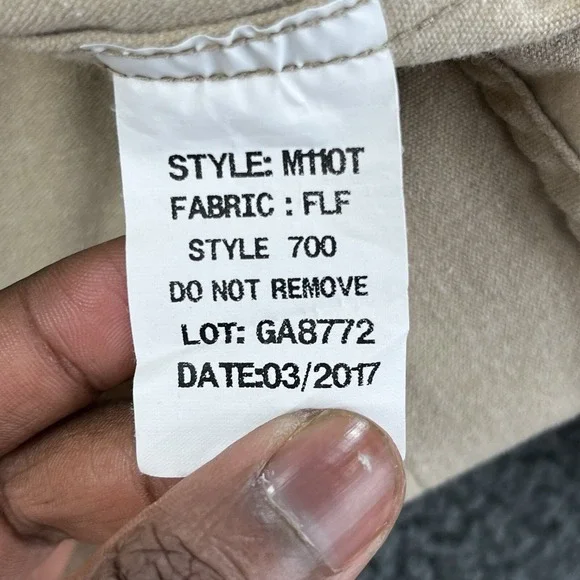 STYLE: M110T
FABRIC : FLF
STYLE 700
DO NOT REMOVE
LOT: GA8772
DATE:03/2017